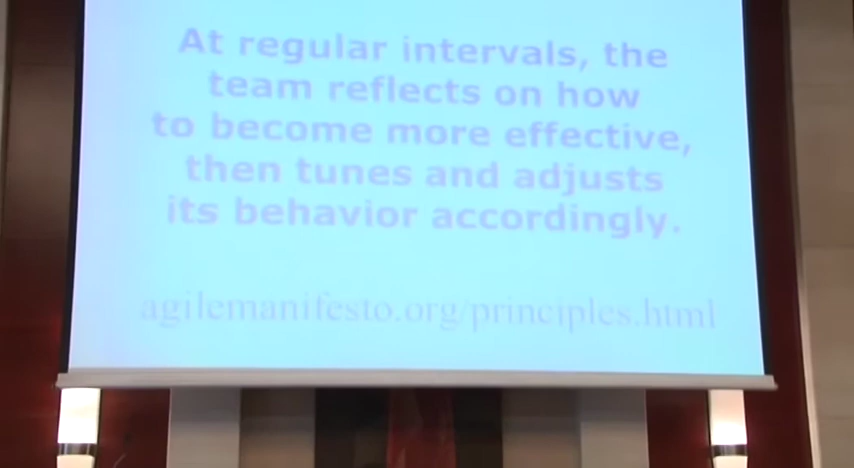 At regular intervals, the
team reflects on how
to become more effective,
then tunes and adjusts
its behavior accordingly.
agilemanifesto.org/principles.html